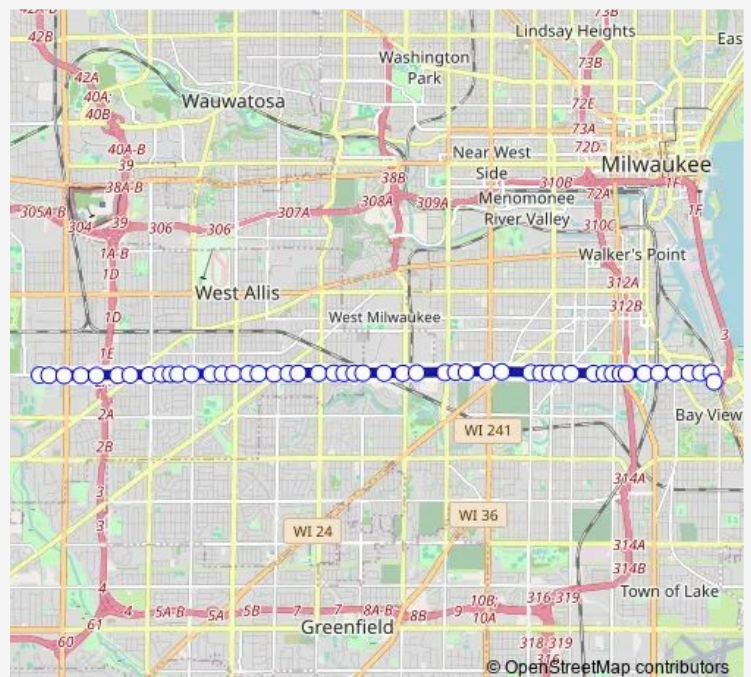 42A-B
73B
42B
Lindsay Heights
Eas
Washington
Park
73B
42A
40A;
40B
Wauwatosa
72E
73A
40A-B
72D
Near West
Side
Milwaukee
39
38B
310B
1F
38A-B
308A
309A
72A
Menomonee
River Valley
1F
305A-B
304
39
306
306
307A
310C
1A-B
Walker's Point
1D
312A
West Allis
312B
1D
West Milwaukee
3
1E
2A
Bay View
WI 241
2B
314A
3
WI 36
3
WI 24
314A
314B
4
Town of Lake
4
5A-B
5A
5B
7
7
8A-B
8B
9
10B;
10A
316-319
61
60
Greenfield
318-319
316
© OpenStreetMap contributors